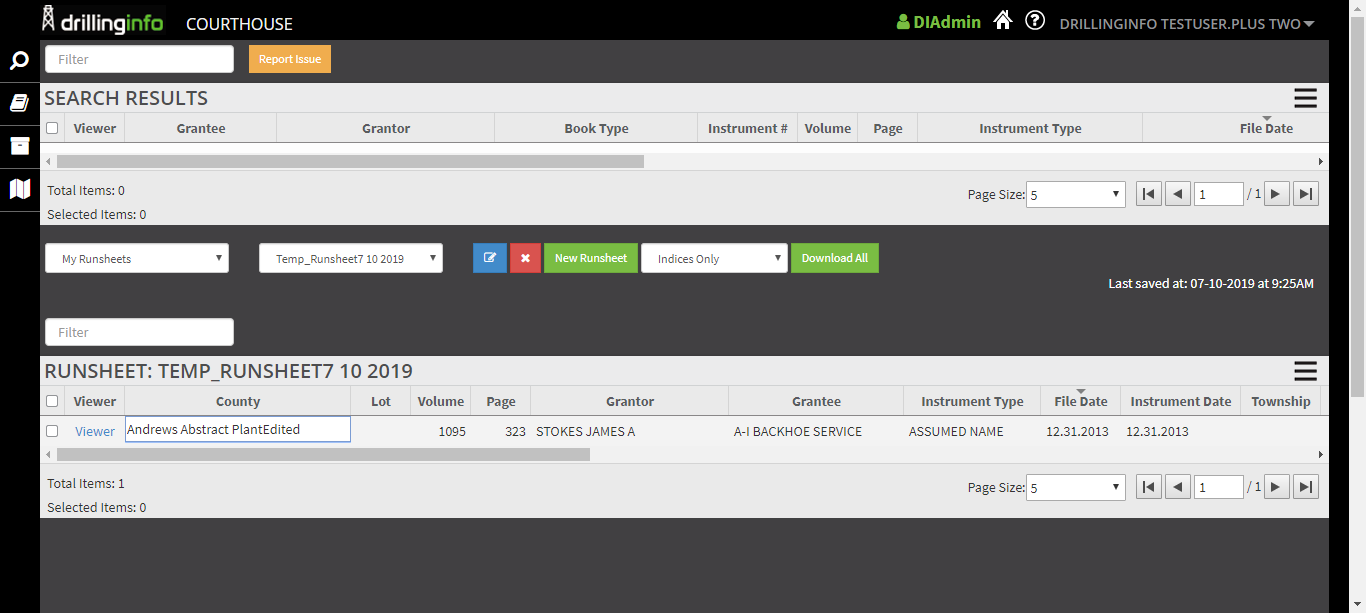 drillinginfo COURTHOUSE DIAdmin DRILLINGINFO TESTUSER.PLUS TWO
Filter Report Issue
SEARCH RESULTS
Viewer Grantee Grantor Book Type Instrument # Volume Page Instrument Type File Date
Total Items: 0
Selected Items: 0
Page Size: 5 1 / 1
My Runsheets Temp_Runsheet7 10 2019 New Runsheet Indices Only Download All
Last saved at: 07-10-2019 at 9:25AM
Filter
RUNSHEET: TEMP_RUNSHEET7 10 2019
Viewer County Lot Volume Page Grantor Grantee Instrument Type File Date Instrument Date Township
Viewer Andrews Abstract PlantEdited 1095 323 STOKES JAMES A A-I BACKHOE SERVICE ASSUMED NAME 12.31.2013 12.31.2013
Total Items: 1
Selected Items: 0
Page Size: 5 1 / 1